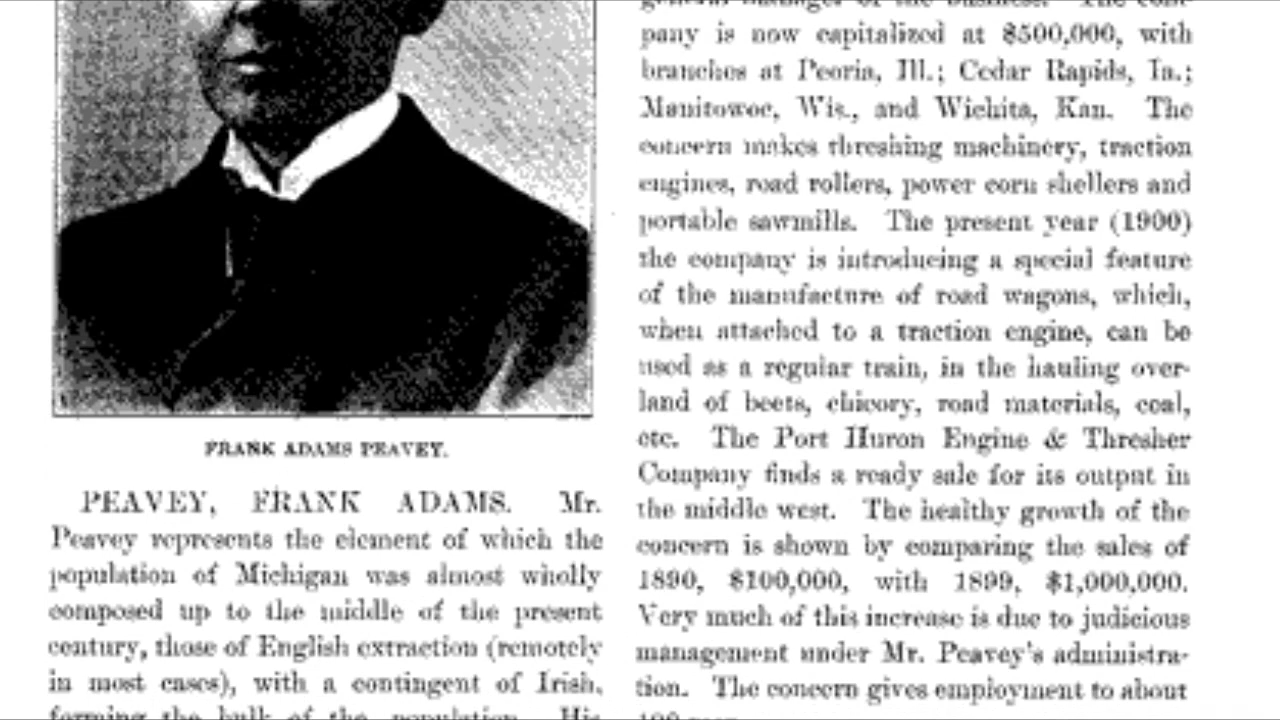 FRANK ADAMS PEAVEY.
PEAVEY, FRANK ADAMS. Mr.
Peavey represents the element of which the
population of Michigan was almost wholly
composed up to the middle of the present
century, those of English extraction (remotely
in most cases), with a contingent of Irish,
forming the bulk of the population. His
general manager of the business. The com-
pany is now capitalized at $500,000, with
branches at Peoria, Ill.; Cedar Rapids, Ia.;
Manitowoc, Wis., and Wichita, Kan. The
concern makes threshing machinery, traction
engines, road rollers, power corn shellers and
portable sawmills. The present year (1900)
the company is introducing a special feature
of the manufacture of road wagons, which,
when attached to a traction engine, can be
used as a regular train, in the hauling over-
land of beets, chicory, road materials, coal,
etc. The Port Huron Engine & Thresher
Company finds a ready sale for its output in
the middle west. The healthy growth of the
concern is shown by comparing the sales of
1890, $100,000, with 1899, $1,000,000.
Very much of this increase is due to judicious
management under Mr. Peavey's administra-
tion. The concern gives employment to about